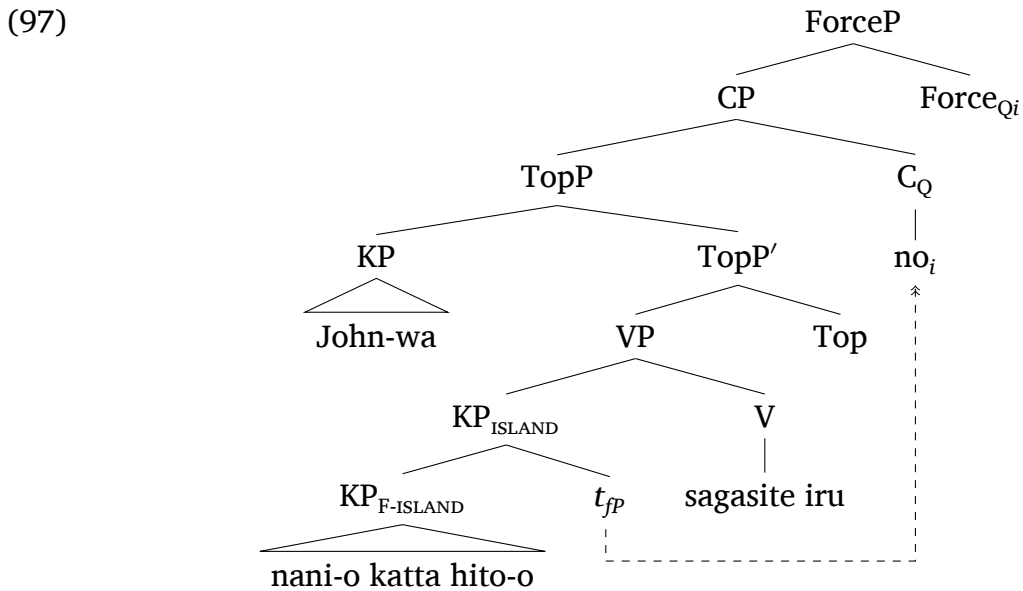 (97)
ForceP
CP Force_Qi
TopP C_Q
KP TopP′ no_i
John-wa VP Top
KP_ISLAND V
KP_F-ISLAND t_fP sagasite iru
nani-o katta hito-o